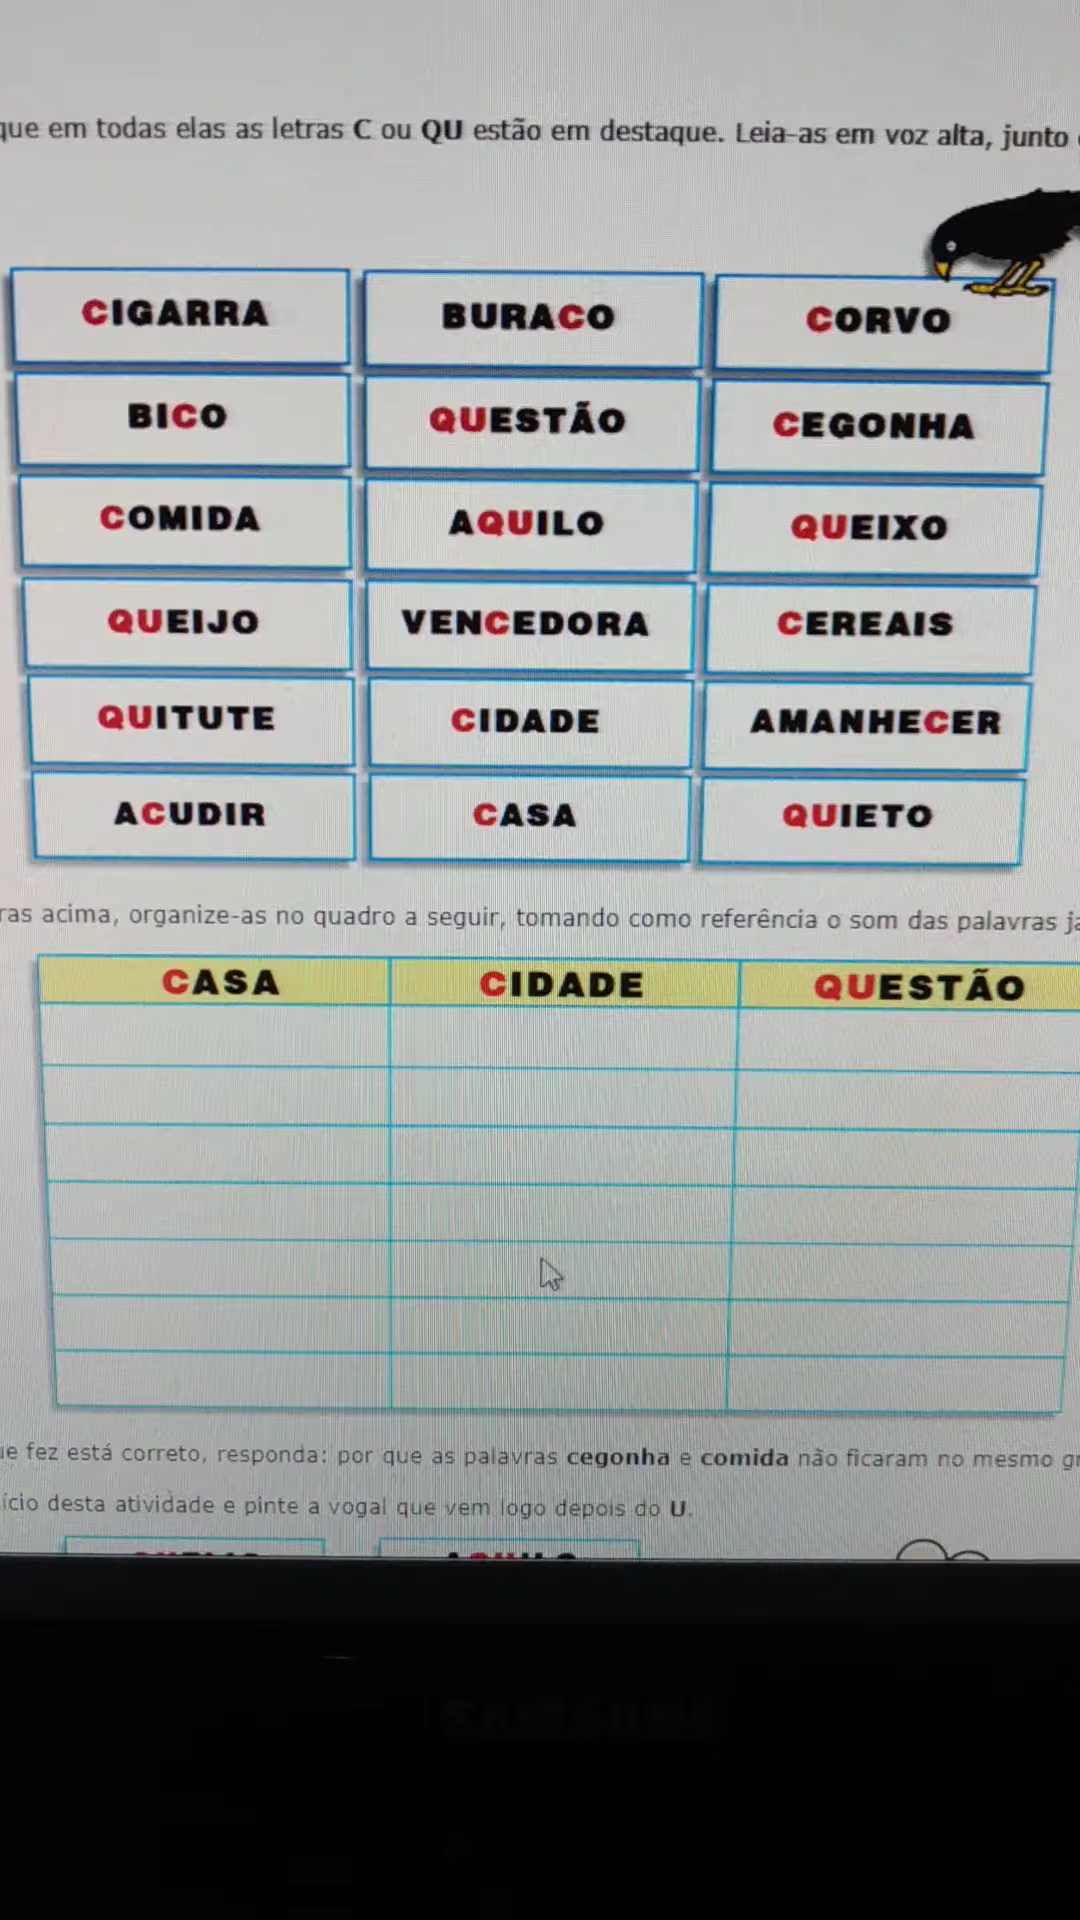 que em todas elas as letras C ou QU estão em destaque. Leia-as em voz alta, junto
CIGARRA BURACO CORVO
BICO QUESTÃO CEGONHA
COMIDA AQUILO QUEIXO
QUEIJO VENCEDORA CEREAIS
QUITUTE CIDADE AMANHECER
ACUDIR CASA QUIETO
ras acima, organize-as no quadro a seguir, tomando como referência o som das palavras já
CASA CIDADE QUESTÃO
ue fez está correto, responda: por que as palavras cegonha e comida não ficaram no mesmo gr
ício desta atividade e pinte a vogal que vem logo depois do U.